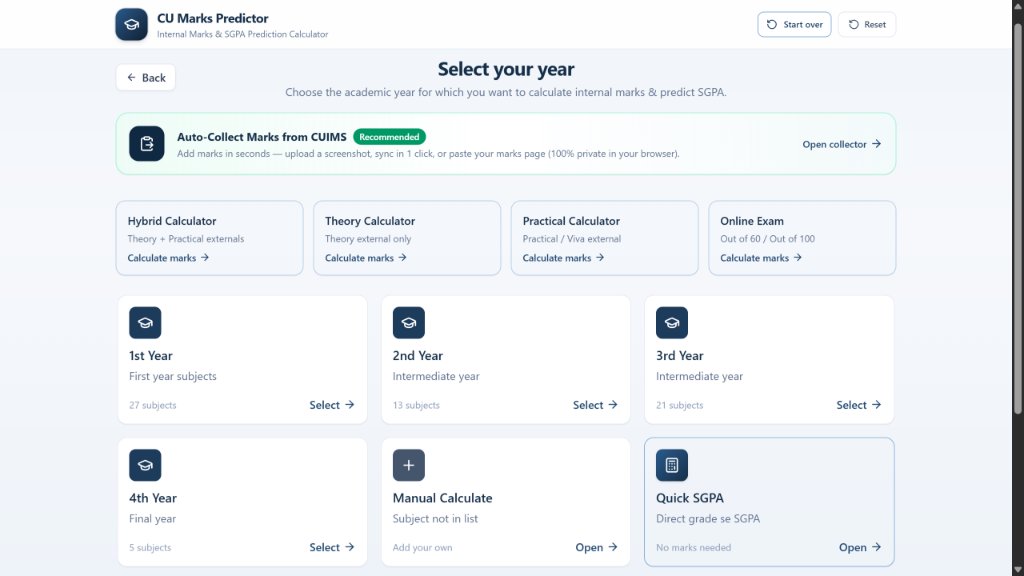 CU Marks Predictor
Internal Marks & SGPA Prediction Calculator
Start over
Reset
Back
Select your year
Choose the academic year for which you want to calculate internal marks & predict SGPA.
Auto-Collect Marks from CUIMS Recommended
Add marks in seconds — upload a screenshot, sync in 1 click, or paste your marks page (100% private in your browser).
Open collector →
Hybrid Calculator
Theory + Practical externals
Calculate marks →
Theory Calculator
Theory external only
Calculate marks →
Practical Calculator
Practical / Viva external
Calculate marks →
Online Exam
Out of 60 / Out of 100
Calculate marks →
1st Year
First year subjects
27 subjects
Select →
2nd Year
Intermediate year
13 subjects
Select →
3rd Year
Intermediate year
21 subjects
Select →
4th Year
Final year
5 subjects
Select →
Manual Calculate
Subject not in list
Add your own
Open →
Quick SGPA
Direct grade se SGPA
No marks needed
Open →